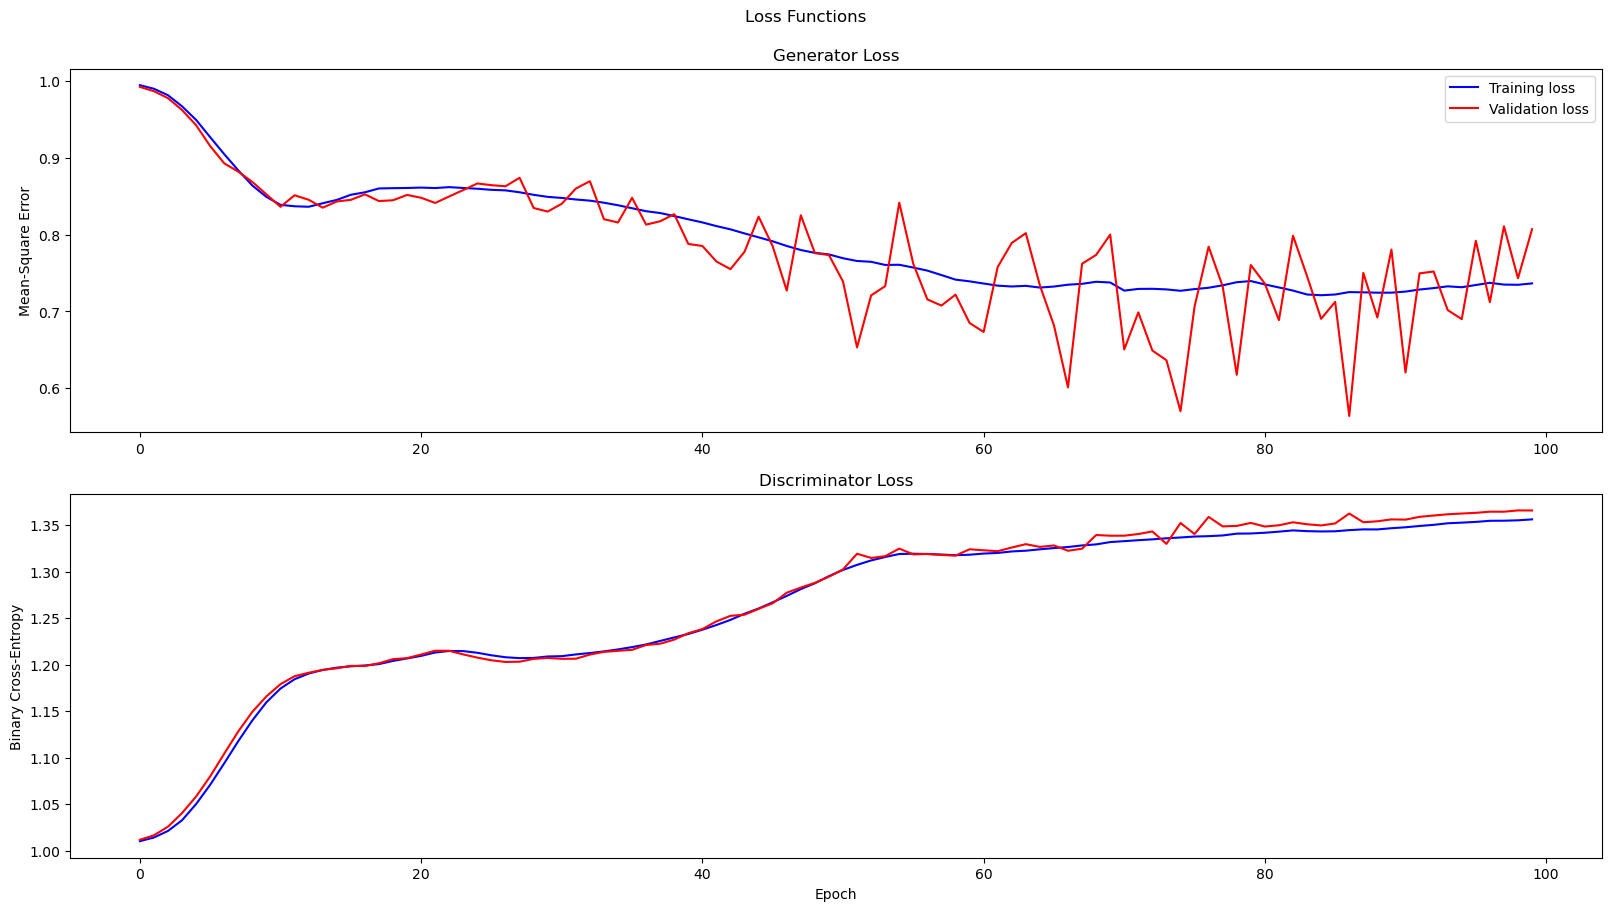 Loss Functions
Generator Loss
Mean-Square Error
1.0
0.9
0.8
0.7
0.6
Training loss
Validation loss
0 20 40 60 80 100
Discriminator Loss
Binary Cross-Entropy
1.35
1.30
1.25
1.20
1.15
1.10
1.05
1.00
0 20 40 60 80 100
Epoch